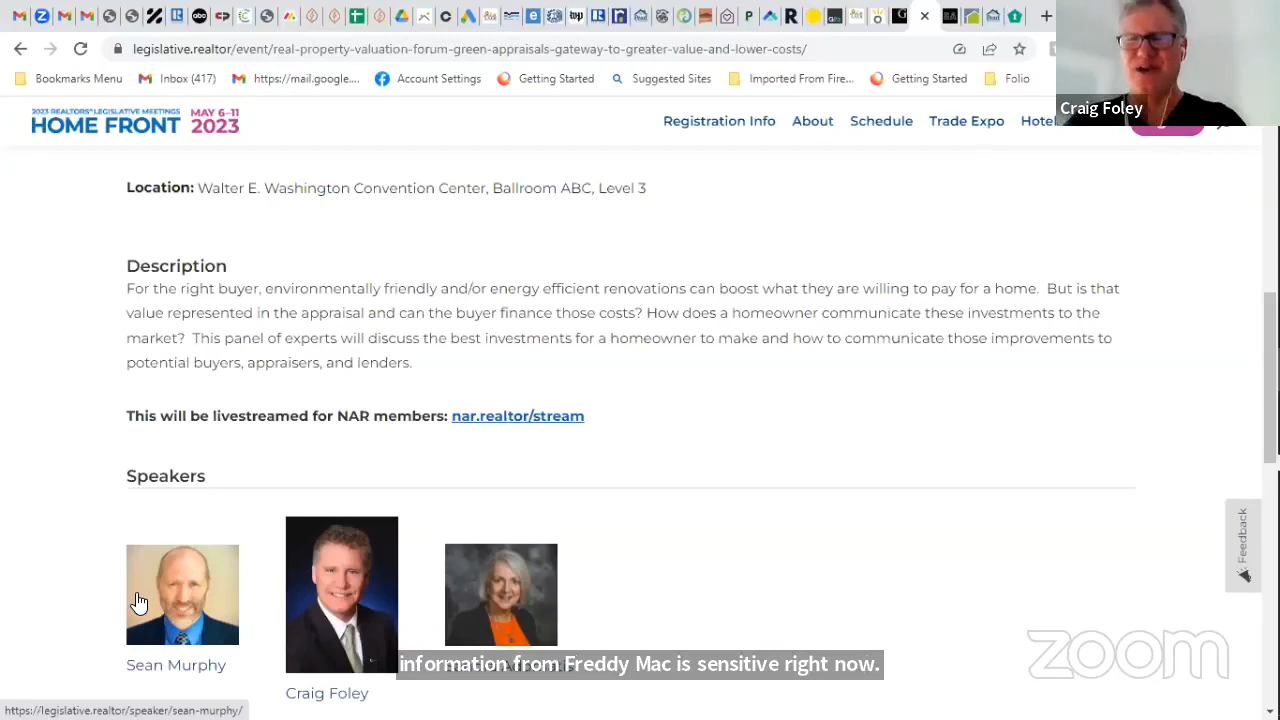 legislative.realtor/event/real-property-valuation-forum-green-appraisals-gateway-to-greater-value-and-lower-costs/
Bookmarks Menu
Inbox (417)
https://mail.google....
Account Settings
Getting Started
Suggested Sites
Imported From Fire...
Getting Started
Folio
Craig Foley
2023 REALTORS® LEGISLATIVE MEETINGS
HOME FRONT
MAY 6–11
2023
Registration Info
About
Schedule
Trade Expo
Hotel
Location: Walter E. Washington Convention Center, Ballroom ABC, Level 3
Description
For the right buyer, environmentally friendly and/or energy efficient renovations can boost what they are willing to pay for a home. But is that
value represented in the appraisal and can the buyer finance those costs? How does a homeowner communicate these investments to the
market? This panel of experts will discuss the best investments for a homeowner to make and how to communicate those improvements to
potential buyers, appraisers, and lenders.
This will be livestreamed for NAR members: nar.realtor/stream
Speakers
Feedback
Sean Murphy
information from Freddy Mac is sensitive right now.
Craig Foley
zoom
https://legislative.realtor/speaker/sean-murphy/